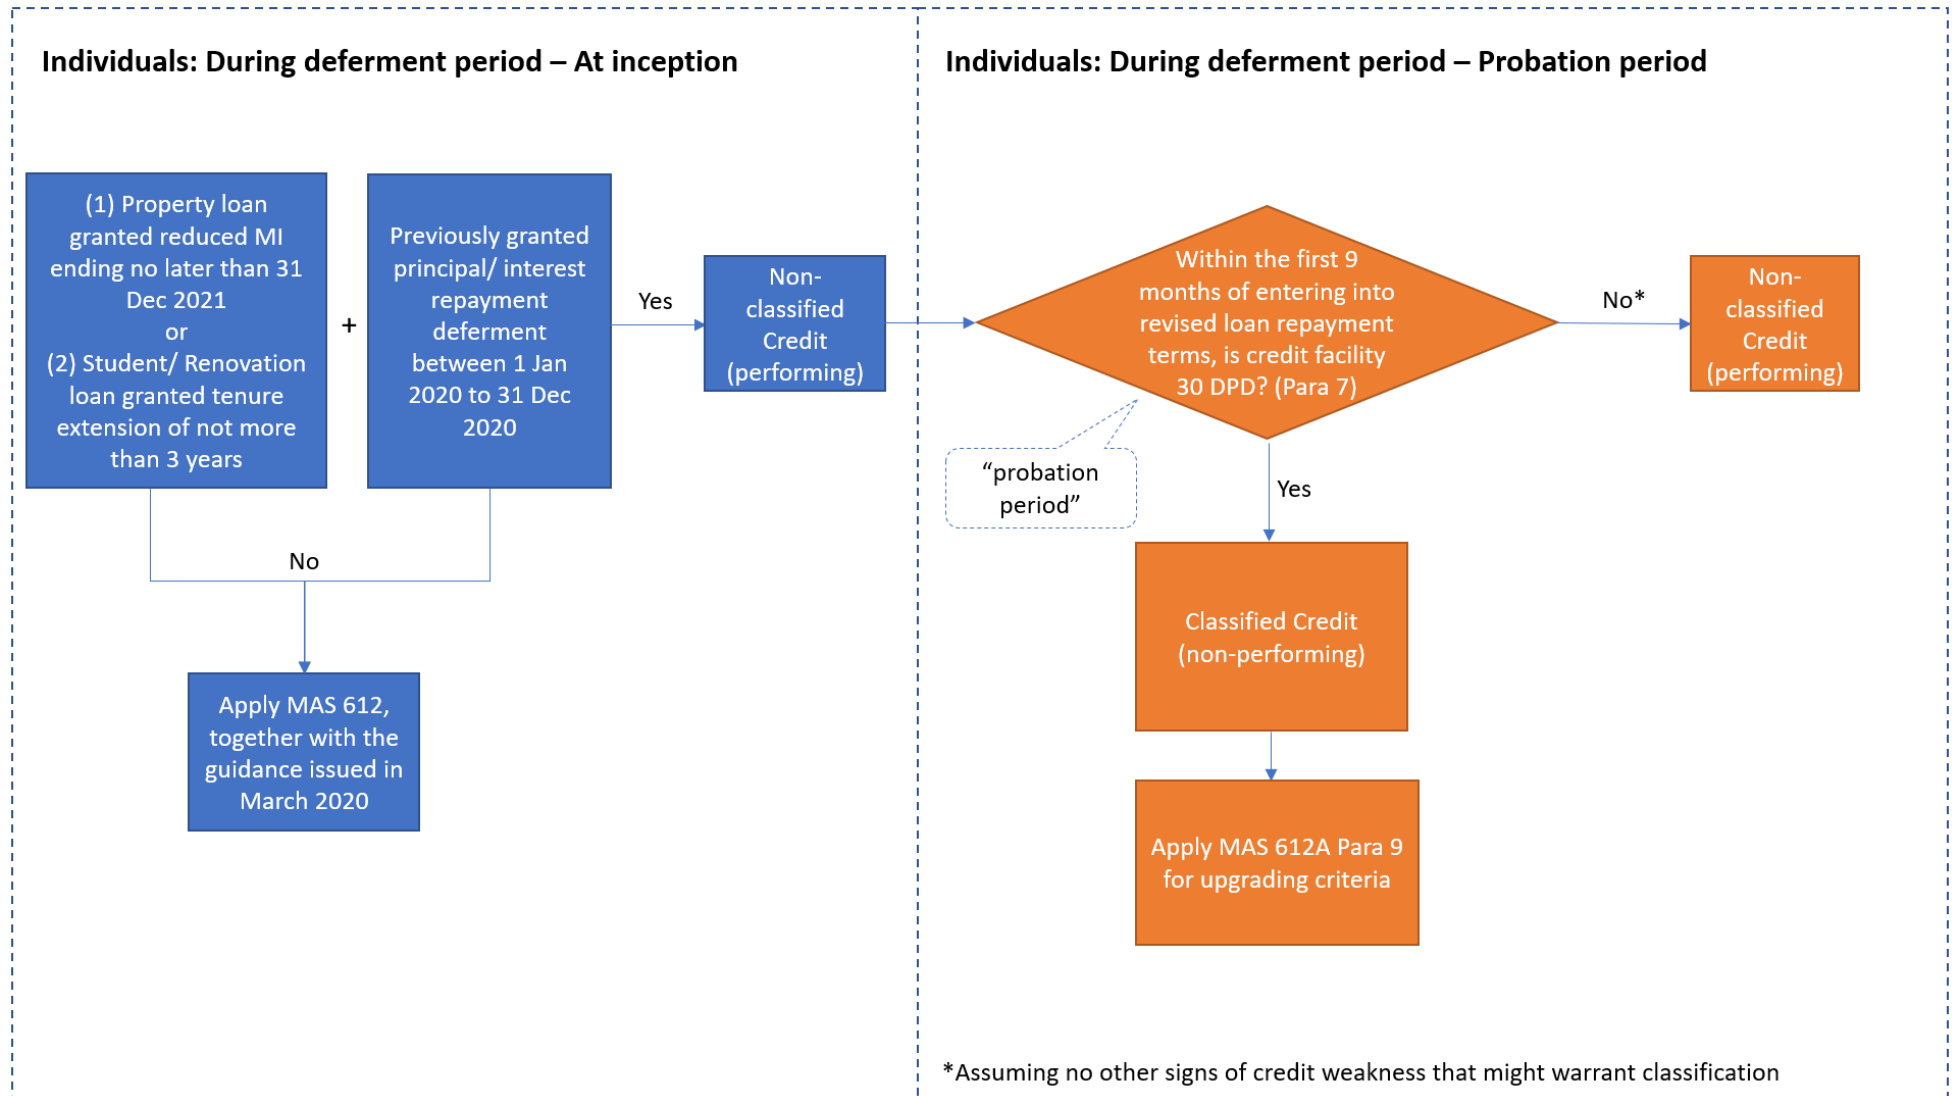 Individuals: During deferment period – At inception
(1) Property loan
granted reduced MI
ending no later than 31
Dec 2021
or
(2) Student/ Renovation
loan granted tenure
extension of not more
than 3 years
+
Previously granted
principal/ interest
repayment
deferment
between 1 Jan
2020 to 31 Dec
2020
Yes
Non-
classified
Credit
(performing)
No
Apply MAS 612,
together with the
guidance issued in
March 2020
Individuals: During deferment period – Probation period
Within the first 9
months of entering into
revised loan repayment
terms, is credit facility
30 DPD? (Para 7)
“probation
period”
No*
Non-
classified
Credit
(performing)
Yes
Classified Credit
(non-performing)
Apply MAS 612A Para 9
for upgrading criteria
*Assuming no other signs of credit weakness that might warrant classification